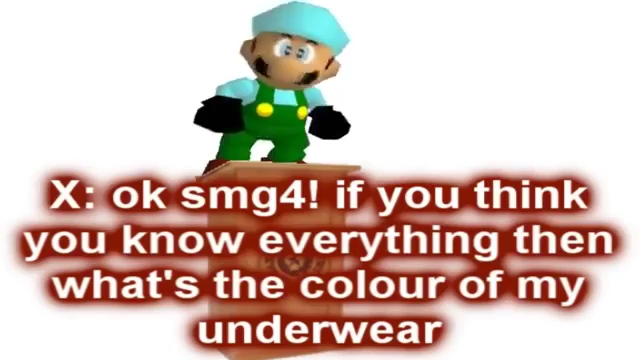 X: ok smg4! if you think
you know everything then
what's the colour of my
underwear